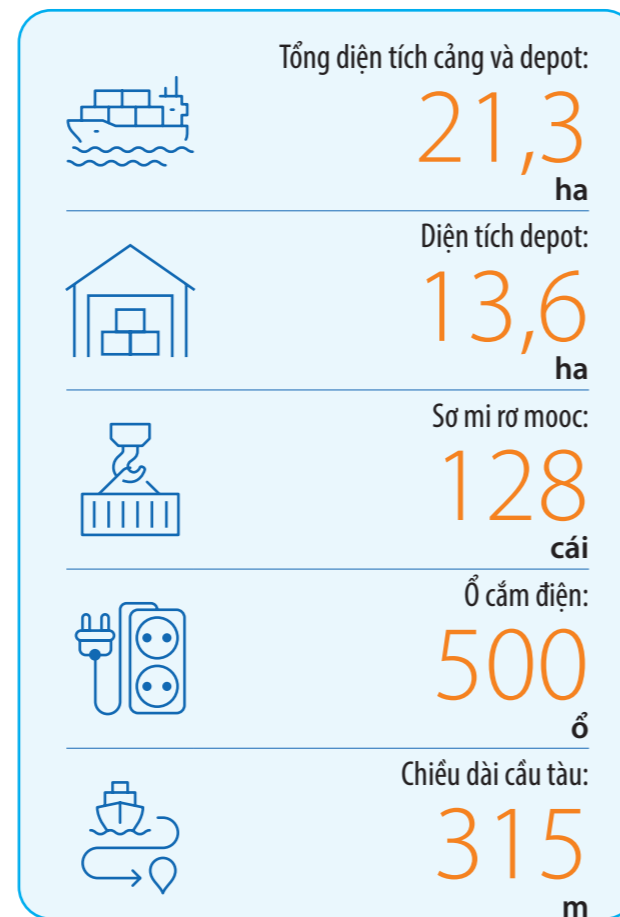 Tổng diện tích cảng và depot:
21,3
ha
Diện tích depot:
13,6
ha
Sơ mi rơ mooc:
128
cái
Ổ cắm điện:
500
ổ
Chiều dài cầu tàu:
315
m